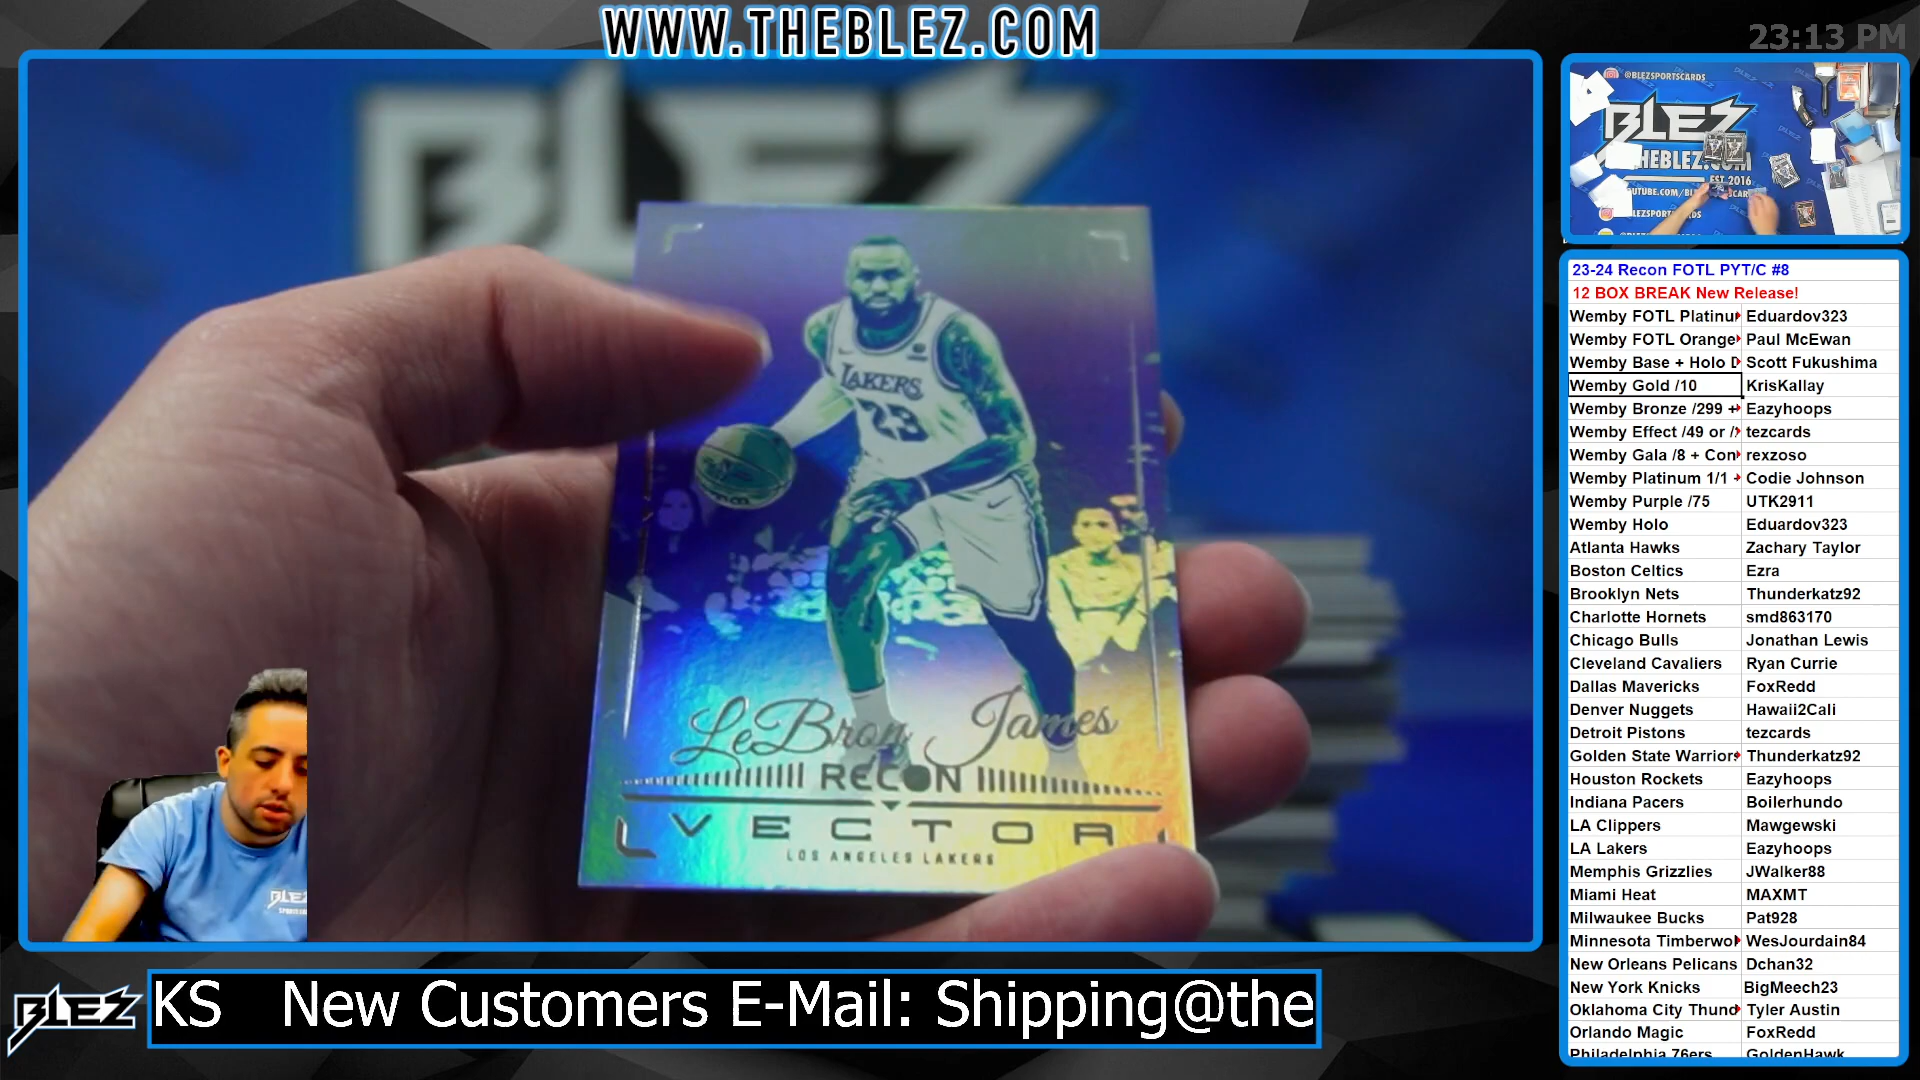 WWW.THEBLEZ.COM
23:13 PM
BLEZ
LAKERS
23
LeBron James
RECON
VECTOR
LOS ANGELES LAKERS
BLEZ
@BLEZSPORTSCARDS
BLEZ
THEBLEZ.COM
EST. 2016
23-24 Recon FOTL PYT/C #8
12 BOX BREAK New Release!
Wemby FOTL Platinu Eduardov323
Wemby FOTL Orange Paul McEwan
Wemby Base + Holo D Scott Fukushima
Wemby Gold /10 KrisKallay
Wemby Bronze /299 + Eazyhoops
Wemby Effect /49 or / tezcards
Wemby Gala /8 + Con rexzoso
Wemby Platinum 1/1 + Codie Johnson
Wemby Purple /75 UTK2911
Wemby Holo Eduardov323
Atlanta Hawks Zachary Taylor
Boston Celtics Ezra
Brooklyn Nets Thunderkatz92
Charlotte Hornets smd863170
Chicago Bulls Jonathan Lewis
Cleveland Cavaliers Ryan Currie
Dallas Mavericks FoxRedd
Denver Nuggets Hawaii2Cali
Detroit Pistons tezcards
Golden State Warrior Thunderkatz92
Houston Rockets Eazyhoops
Indiana Pacers Boilerhundo
LA Clippers Mawgewski
LA Lakers Eazyhoops
Memphis Grizzlies JWalker88
Miami Heat MAXMT
Milwaukee Bucks Pat928
Minnesota Timberwol WesJourdain84
New Orleans Pelicans Dchan32
New York Knicks BigMeech23
Oklahoma City Thund Tyler Austin
Orlando Magic FoxRedd
Philadelphia 76ers GoldenHawk
BLEZ
KS New Customers E-Mail: Shipping@the